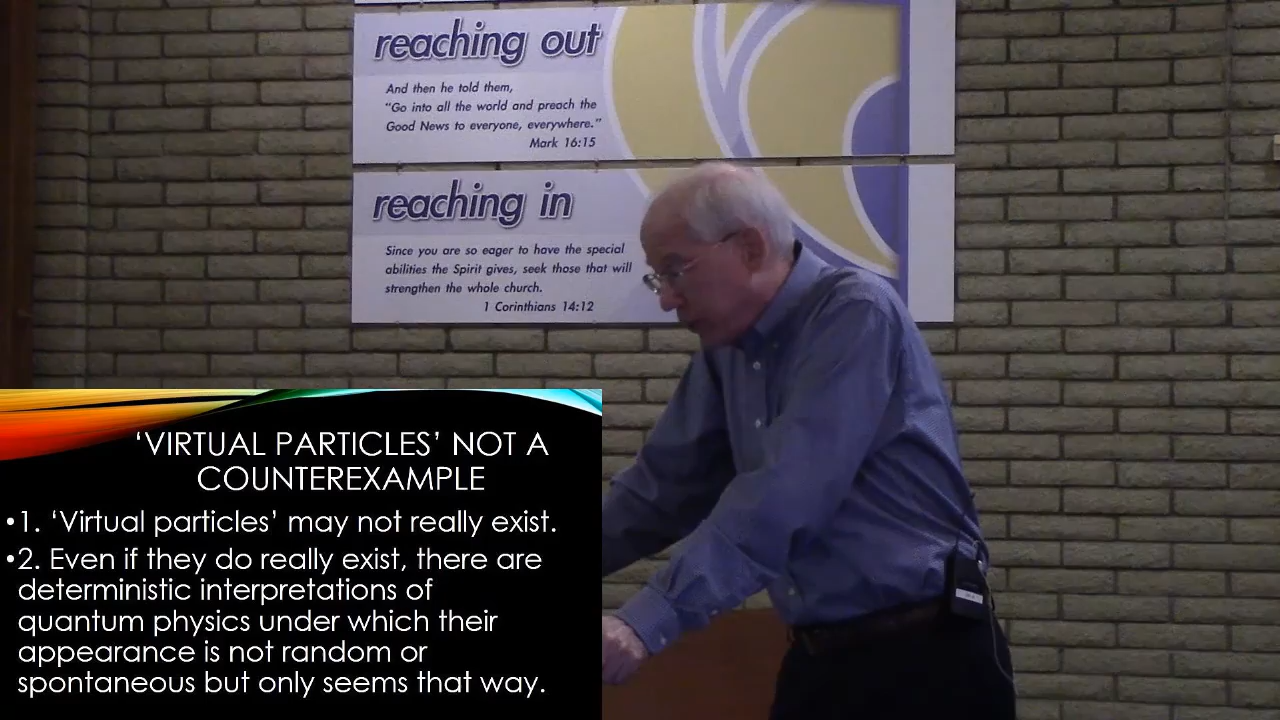 reaching out
And then he told them,
"Go into all the world and preach the
Good News to everyone, everywhere."
Mark 16:15
reaching in
Since you are so eager to have the special
abilities the Spirit gives, seek those that will
strengthen the whole church.
1 Corinthians 14:12
‘VIRTUAL PARTICLES’ NOT A
COUNTEREXAMPLE
•1. ‘Virtual particles’ may not really exist.
•2. Even if they do really exist, there are
deterministic interpretations of
quantum physics under which their
appearance is not random or
spontaneous but only seems that way.